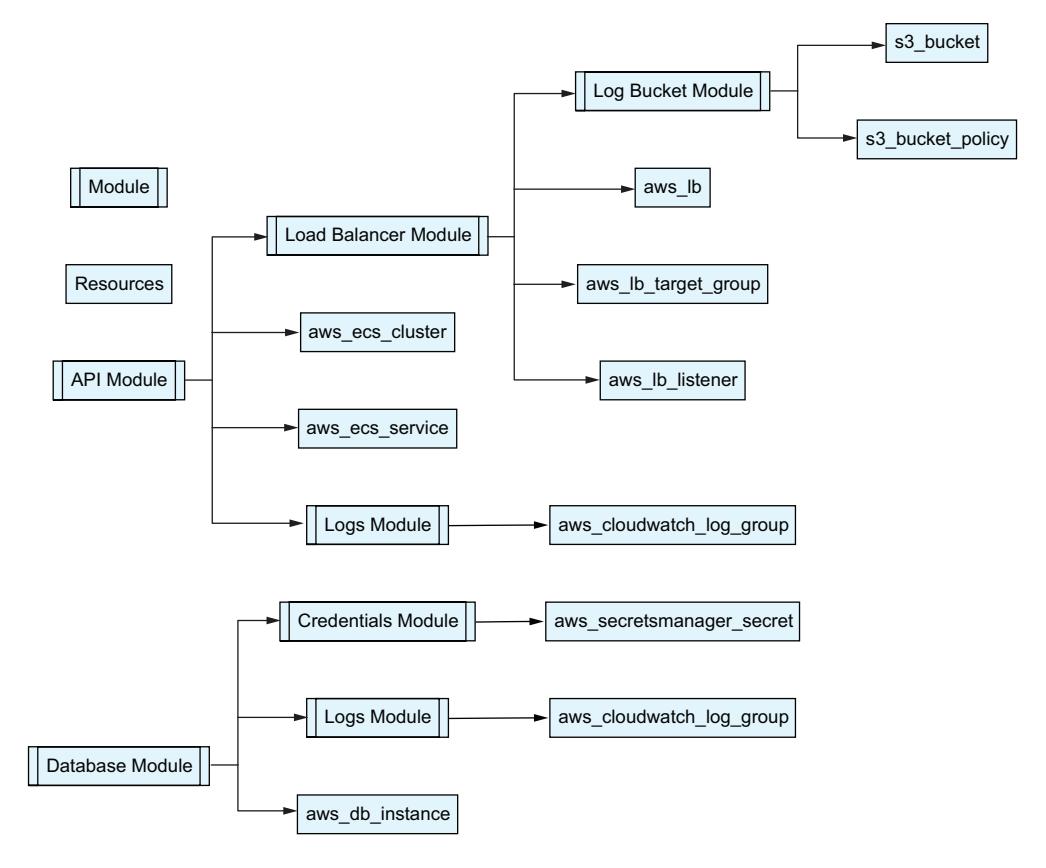 s3_bucket
Log Bucket Module
s3_bucket_policy
Module
aws_lb
Load Balancer Module
Resources
aws_lb_target_group
aws_ecs_cluster
API Module
aws_lb_listener
aws_ecs_service
Logs Module
aws_cloudwatch_log_group
Credentials Module
aws_secretsmanager_secret
Logs Module
aws_cloudwatch_log_group
Database Module
aws_db_instance